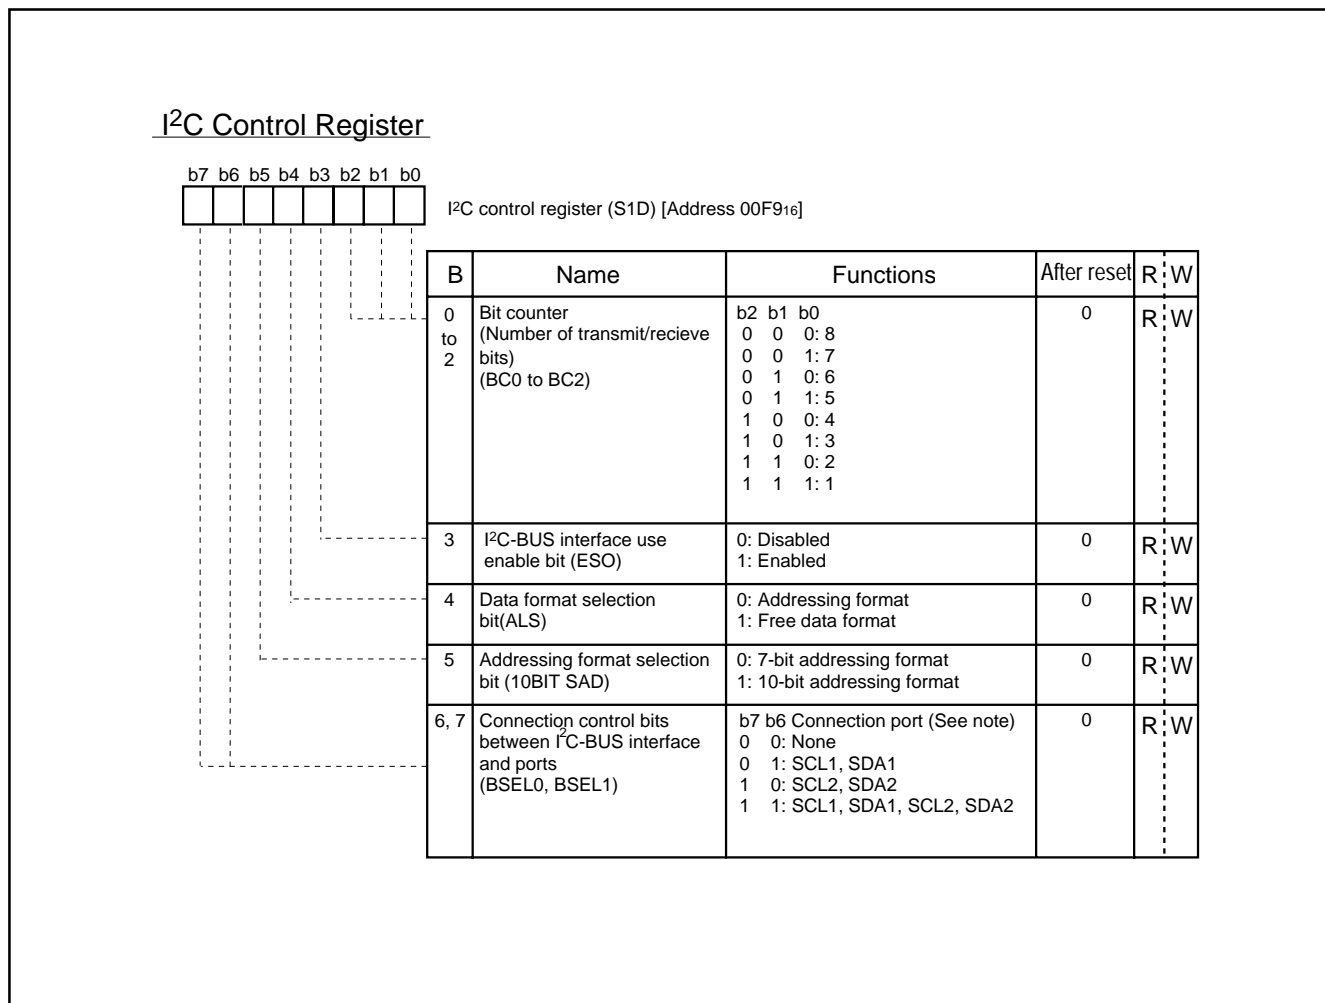 I²C Control Register
b7 b6 b5 b4 b3 b2 b1 b0
I²C control register (S1D) [Address 00F9₁₆]
B Name Functions After reset R W
0 to 2
Bit counter
(Number of transmit/recieve
bits)
(BC0 to BC2)
b2 b1 b0
0 0 0: 8
0 0 1: 7
0 1 0: 6
0 1 1: 5
1 0 0: 4
1 0 1: 3
1 1 0: 2
1 1 1: 1
0 R W
3
I²C-BUS interface use
enable bit (ESO)
0: Disabled
1: Enabled
0 R W
4
Data format selection
bit(ALS)
0: Addressing format
1: Free data format
0 R W
5
Addressing format selection
bit (10BIT SAD)
0: 7-bit addressing format
1: 10-bit addressing format
0 R W
6, 7
Connection control bits
between I²C-BUS interface
and ports
(BSEL0, BSEL1)
b7 b6 Connection port (See note)
0 0: None
0 1: SCL1, SDA1
1 0: SCL2, SDA2
1 1: SCL1, SDA1, SCL2, SDA2
0 R W